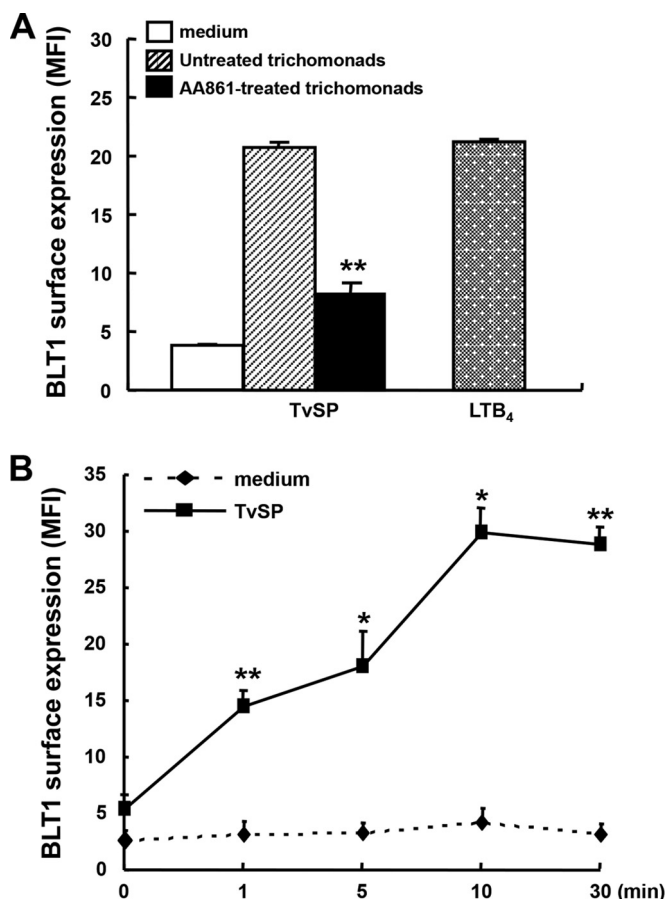 A
BLT1 surface expression (MFI)
30
25
20
15
10
5
0
medium
Untreated trichomonads
AA861-treated trichomonads
**
TvSP
LTB₄
B
BLT1 surface expression (MFI)
35
30
25
20
15
10
5
0
medium
TvSP
**
*
*
**
0 1 5 10 30 (min)